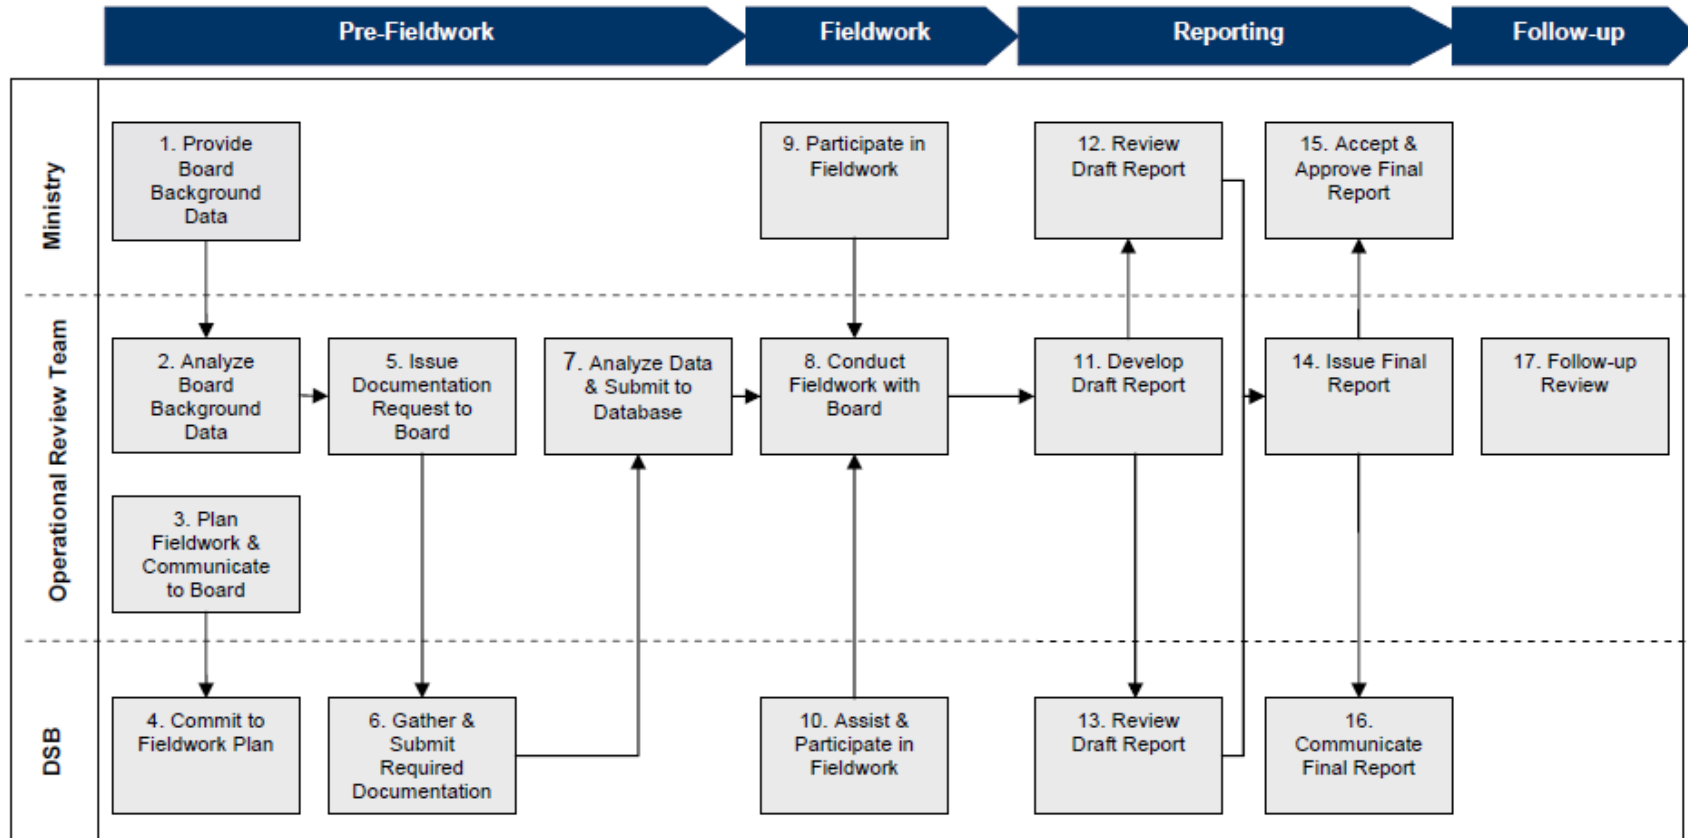 Pre-Fieldwork
Fieldwork
Reporting
Follow-up
Ministry
1. Provide
Board
Background
Data
9. Participate in
Fieldwork
12. Review
Draft Report
15. Accept &
Approve Final
Report
Operational Review Team
2. Analyze
Board
Background
Data
5. Issue
Documentation
Request to
Board
7. Analyze Data
& Submit to
Database
8. Conduct
Fieldwork with
Board
11. Develop
Draft Report
14. Issue Final
Report
17. Follow-up
Review
3. Plan
Fieldwork &
Communicate
to Board
DSB
4. Commit to
Fieldwork Plan
6. Gather &
Submit
Required
Documentation
10. Assist &
Participate in
Fieldwork
13. Review
Draft Report
16.
Communicate
Final Report